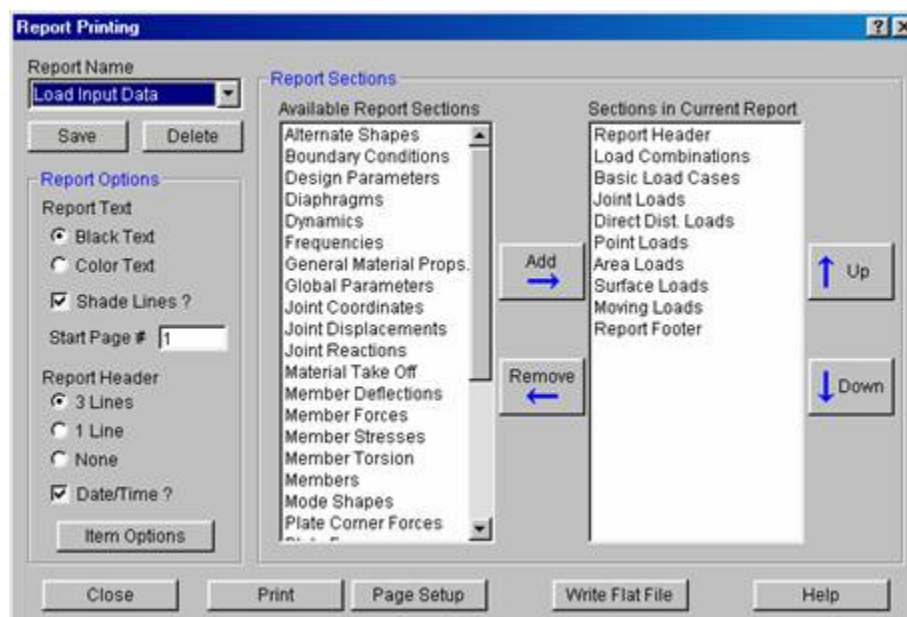 Report Printing
Report Name
Load Input Data
Save
Delete
Report Options
Report Text
Black Text
Color Text
Shade Lines ?
Start Page # 1
Report Header
3 Lines
1 Line
None
Date/Time ?
Item Options
Report Sections
Available Report Sections
Alternate Shapes
Boundary Conditions
Design Parameters
Diaphragms
Dynamics
Frequencies
General Material Props.
Global Parameters
Joint Coordinates
Joint Displacements
Joint Reactions
Material Take Off
Member Deflections
Member Forces
Member Stresses
Member Torsion
Members
Mode Shapes
Plate Corner Forces
Add
Remove
Sections in Current Report
Report Header
Load Combinations
Basic Load Cases
Joint Loads
Direct Dist. Loads
Point Loads
Area Loads
Surface Loads
Moving Loads
Report Footer
Up
Down
Close
Print
Page Setup
Write Flat File
Help